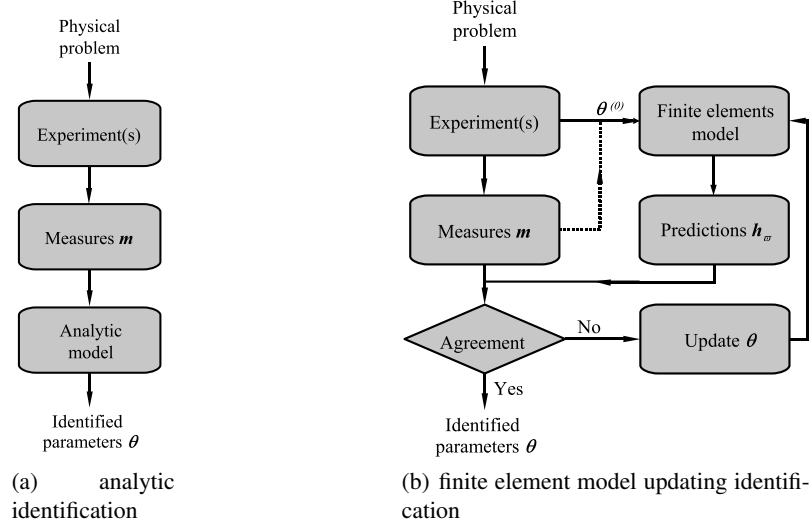 Physical
problem
Experiment(s)
Measures m
Analytic
model
Identified
parameters θ
(a) analytic
identification
Physical
problem
Experiment(s)
θ(0)
Finite elements
model
Measures m
Predictions hϖ
Agreement
No
Update θ
Yes
Identified
parameters θ
(b) finite element model updating identifi-
cation